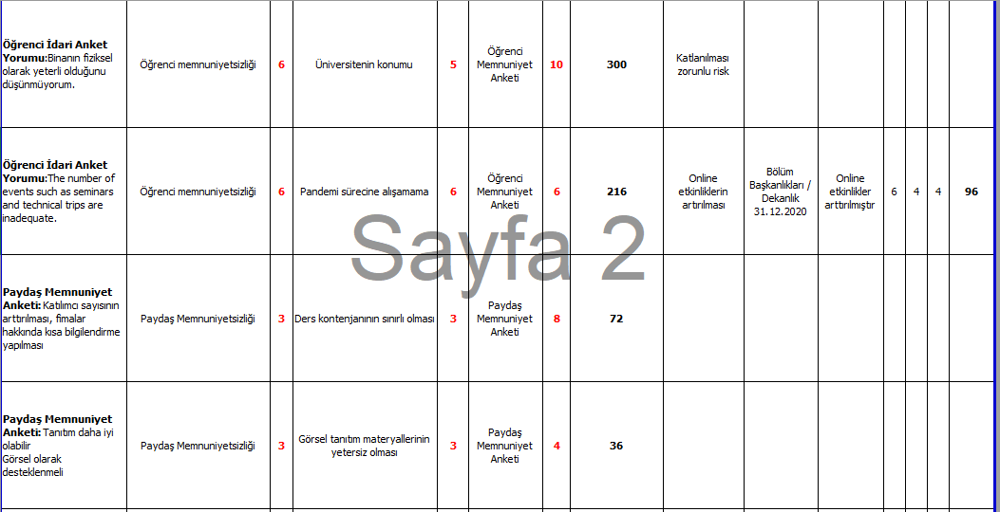 Öğrenci İdari Anket
Yorumu:Binanın fiziksel
olarak yeterli olduğunu
düşünmüyorum.
Öğrenci memnuniyetsizliği
6
Üniversitenin konumu
5
Öğrenci
Memnuniyet
Anketi
10
300
Katlanılması
zorunlu risk
Öğrenci İdari Anket
Yorumu:The number of
events such as seminars
and technical trips are
inadequate.
Öğrenci memnuniyetsizliği
6
Pandemi sürecine alışamama
6
Öğrenci
Memnuniyet
Anketi
6
216
Online
etkinliklerin
artırılması
Bölüm
Başkanlıkları /
Dekanlık
31.12.2020
Online
etkinlikler
arttırılmıştır
6
4
4
96
Sayfa 2
Paydaş Memnuniyet
Anketi: Katılımcı sayısının
arttırılması, fimalar
hakkında kısa bilgilendirme
yapılması
Paydaş Memnuniyetsizliği
3
Ders kontenjanının sınırlı olması
3
Paydaş
Memnuniyet
Anketi
8
72
Paydaş Memnuniyet
Anketi: Tanıtım daha iyi
olabilir
Görsel olarak
desteklenmeli
Paydaş Memnuniyetsizliği
3
Görsel tanıtım materyallerinin
yetersiz olması
3
Paydaş
Memnuniyet
Anketi
4
36